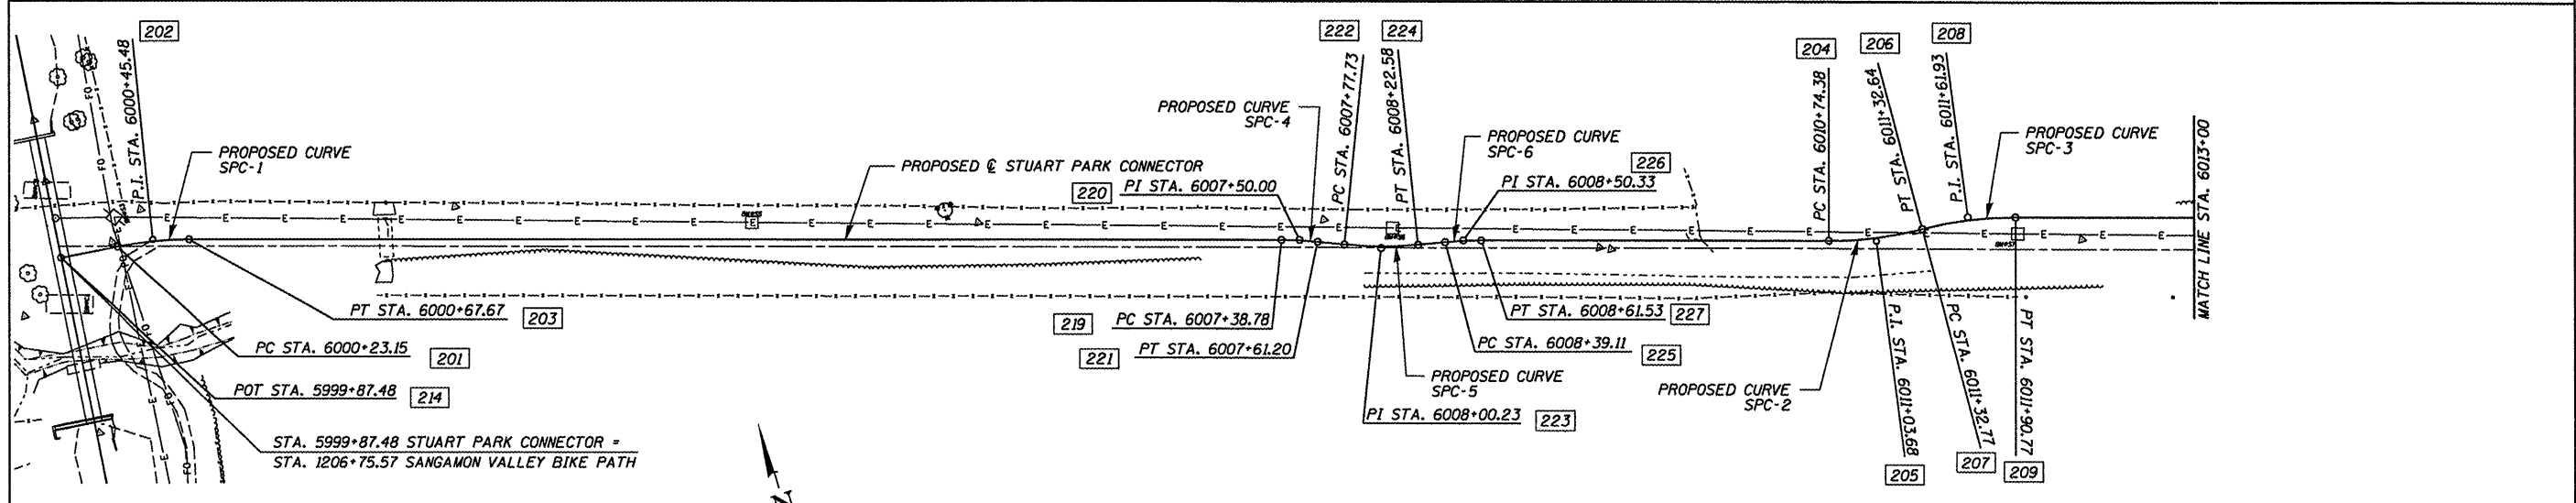 202
P.I. STA. 6000+45.48
PROPOSED CURVE
SPC-1
PT STA. 6000+67.67
203
PC STA. 6000+23.15
201
POT STA. 5999+87.48
214
STA. 5999+87.48 STUART PARK CONNECTOR =
STA. 1206+75.57 SANGAMON VALLEY BIKE PATH
PROPOSED ℄ STUART PARK CONNECTOR
PROPOSED CURVE
SPC-4
220
PI STA. 6007+50.00
219
PC STA. 6007+38.78
221
PT STA. 6007+61.20
222
PC STA. 6007+77.73
224
PT STA. 6008+22.58
PROPOSED CURVE
SPC-6
226
PI STA. 6008+50.33
PT STA. 6008+61.53
227
PC STA. 6008+39.11
225
PROPOSED CURVE
SPC-5
PI STA. 6008+00.23
223
204
PC STA. 6010+74.38
206
PT STA. 6011+32.64
208
P.I. STA. 6011+61.93
PROPOSED CURVE
SPC-3
PROPOSED CURVE
SPC-2
P.I. STA. 6011+03.68
205
PC STA. 6011+32.77
207
PT STA. 6011+90.77
209
MATCH LINE STA. 6013+00
E
FO
N